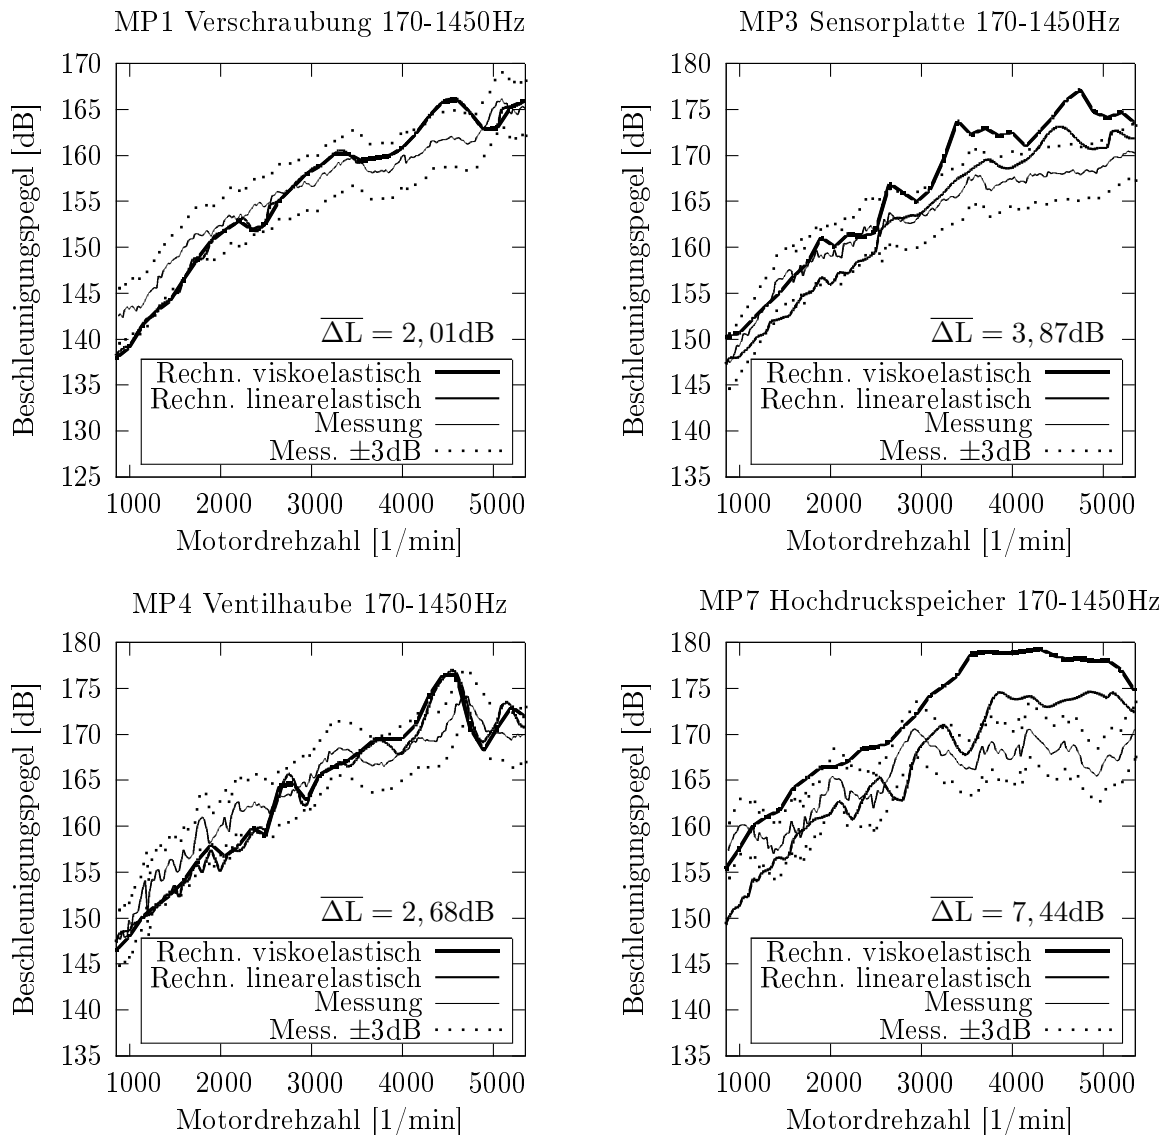 MP1 Verschraubung 170-1450Hz
170
165
160
155
150
145
140
135
130
125
Beschleunigungspegel [dB]
ΔL = 2, 01dB
Rechn. viskoelastisch
Rechn. linearelastisch
Messung
Mess. ±3dB
1000 2000 3000 4000 5000
Motordrehzahl [1/min]
MP3 Sensorplatte 170-1450Hz
180
175
170
165
160
155
150
145
140
135
Beschleunigungspegel [dB]
ΔL = 3, 87dB
Rechn. viskoelastisch
Rechn. linearelastisch
Messung
Mess. ±3dB
1000 2000 3000 4000 5000
Motordrehzahl [1/min]
MP4 Ventilhaube 170-1450Hz
180
175
170
165
160
155
150
145
140
135
Beschleunigungspegel [dB]
ΔL = 2, 68dB
Rechn. viskoelastisch
Rechn. linearelastisch
Messung
Mess. ±3dB
1000 2000 3000 4000 5000
Motordrehzahl [1/min]
MP7 Hochdruckspeicher 170-1450Hz
180
175
170
165
160
155
150
145
140
135
Beschleunigungspegel [dB]
ΔL = 7, 44dB
Rechn. viskoelastisch
Rechn. linearelastisch
Messung
Mess. ±3dB
1000 2000 3000 4000 5000
Motordrehzahl [1/min]